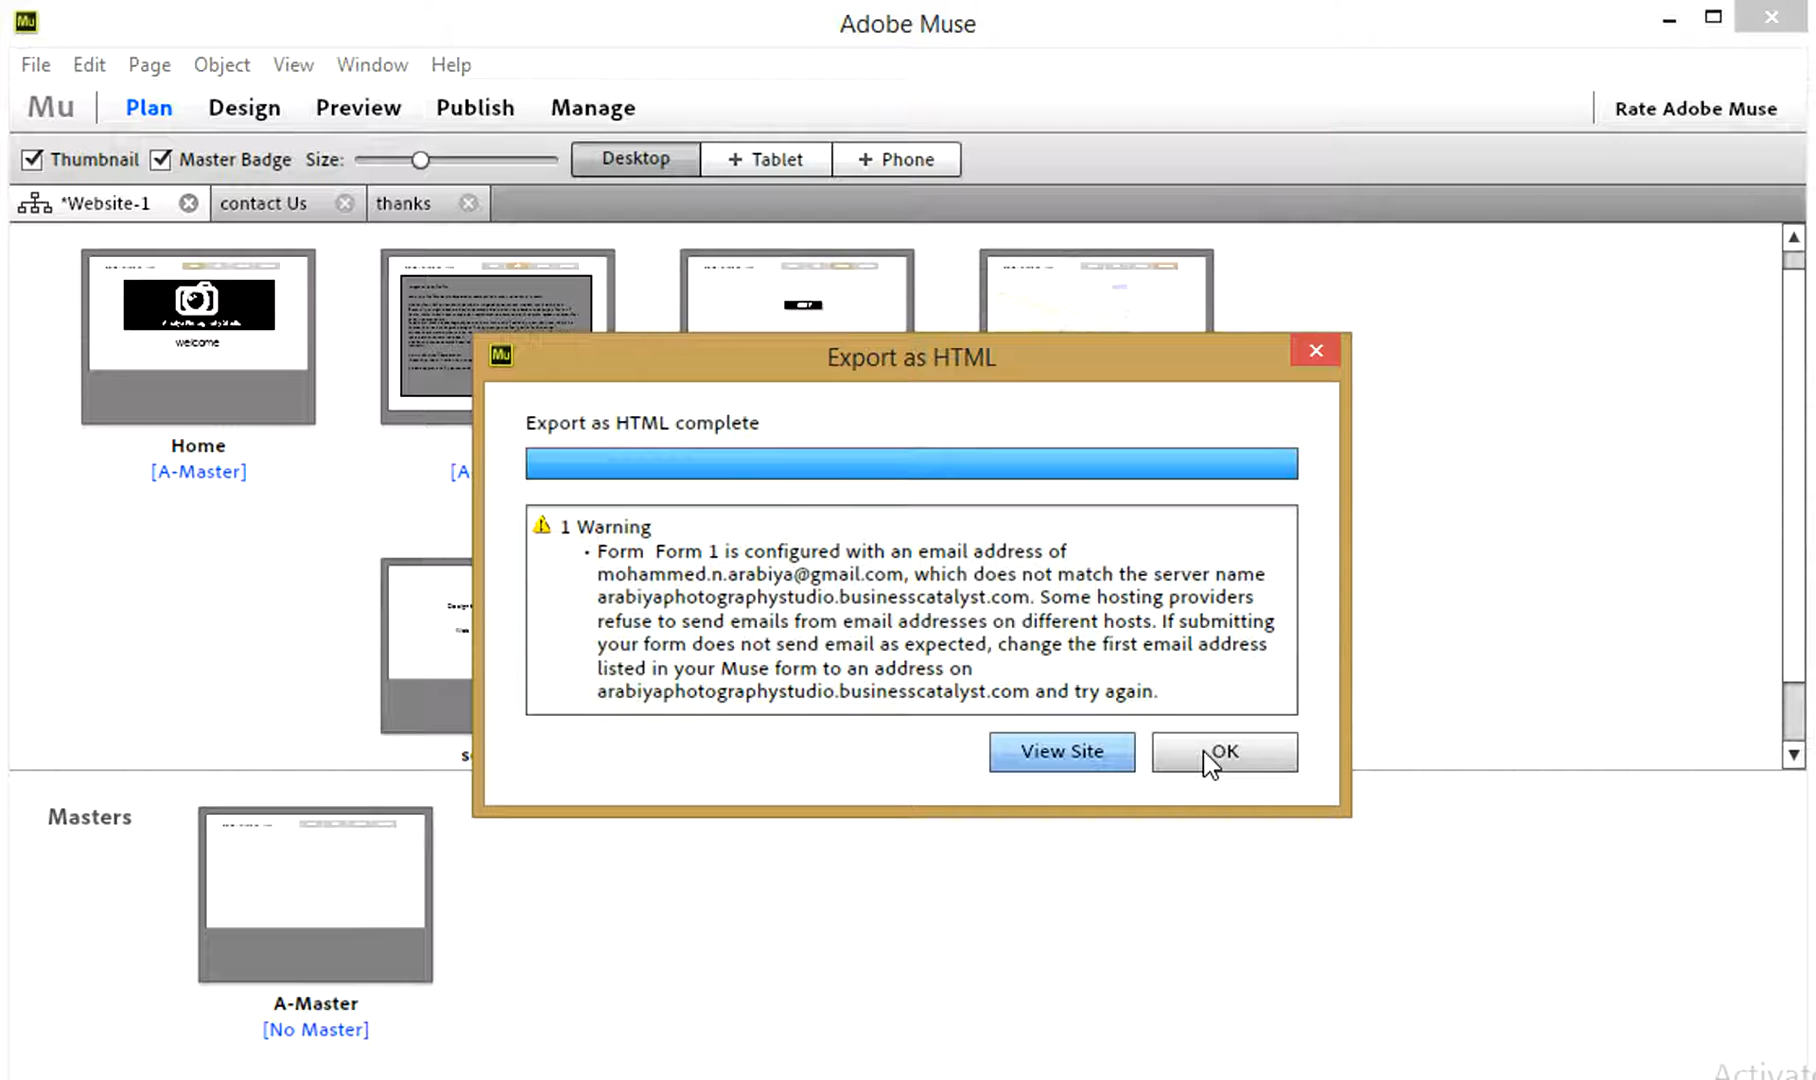 Mu
Adobe Muse
File Edit Page Object View Window Help
Mu Plan Design Preview Publish Manage Rate Adobe Muse
Thumbnail Master Badge Size: Desktop + Tablet + Phone
*Website-1 contact Us thanks
welcome
Home
[A-Master]
[A
Mu
Export as HTML
Export as HTML complete
1 Warning
· Form  Form 1 is configured with an email address of
mohammed.n.arabiya@gmail.com, which does not match the server name
arabiyaphotographystudio.businesscatalyst.com. Some hosting providers
refuse to send emails from email addresses on different hosts. If submitting
your form does not send email as expected, change the first email address
listed in your Muse form to an address on
arabiyaphotographystudio.businesscatalyst.com and try again.
View Site OK
Masters
A-Master
[No Master]